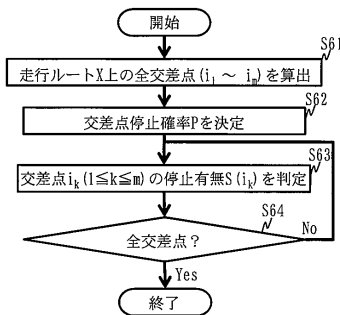 開始
S61
走行ルートX上の全交差点(i₁ ～ iₘ)を算出
S62
交差点停止確率Pを決定
S63
交差点iₖ(1≦k≦m)の停止有無S(iₖ)を判定
S64
全交差点？
No
Yes
終了